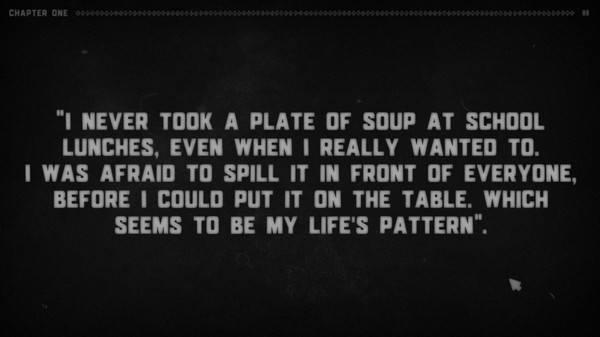 CHAPTER ONE
"I NEVER TOOK A PLATE OF SOUP AT SCHOOL
LUNCHES, EVEN WHEN I REALLY WANTED TO.
I WAS AFRAID TO SPILL IT IN FRONT OF EVERYONE,
BEFORE I COULD PUT IT ON THE TABLE. WHICH
SEEMS TO BE MY LIFE'S PATTERN".